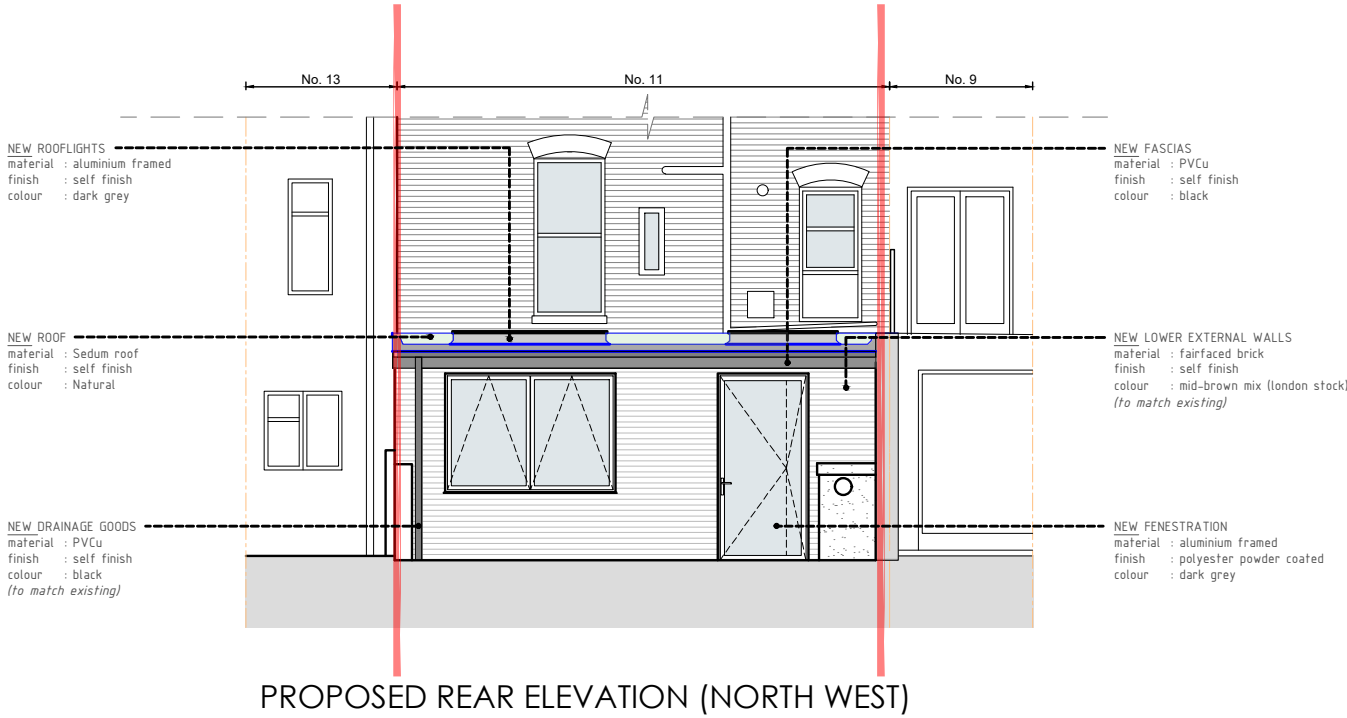 No. 13
No. 11
No. 9
NEW ROOFLIGHTS
material : aluminium framed
finish : self finish
colour : dark grey
NEW ROOF
material : Sedum roof
finish : self finish
colour : Natural
NEW DRAINAGE GOODS
material : PVCu
finish : self finish
colour : black
(to match existing)
NEW FASCIAS
material : PVCu
finish : self finish
colour : black
NEW LOWER EXTERNAL WALLS
material : fairfaced brick
finish : self finish
colour : mid-brown mix (london stock)
(to match existing)
NEW FENESTRATION
material : aluminium framed
finish : polyester powder coated
colour : dark grey
PROPOSED REAR ELEVATION (NORTH WEST)